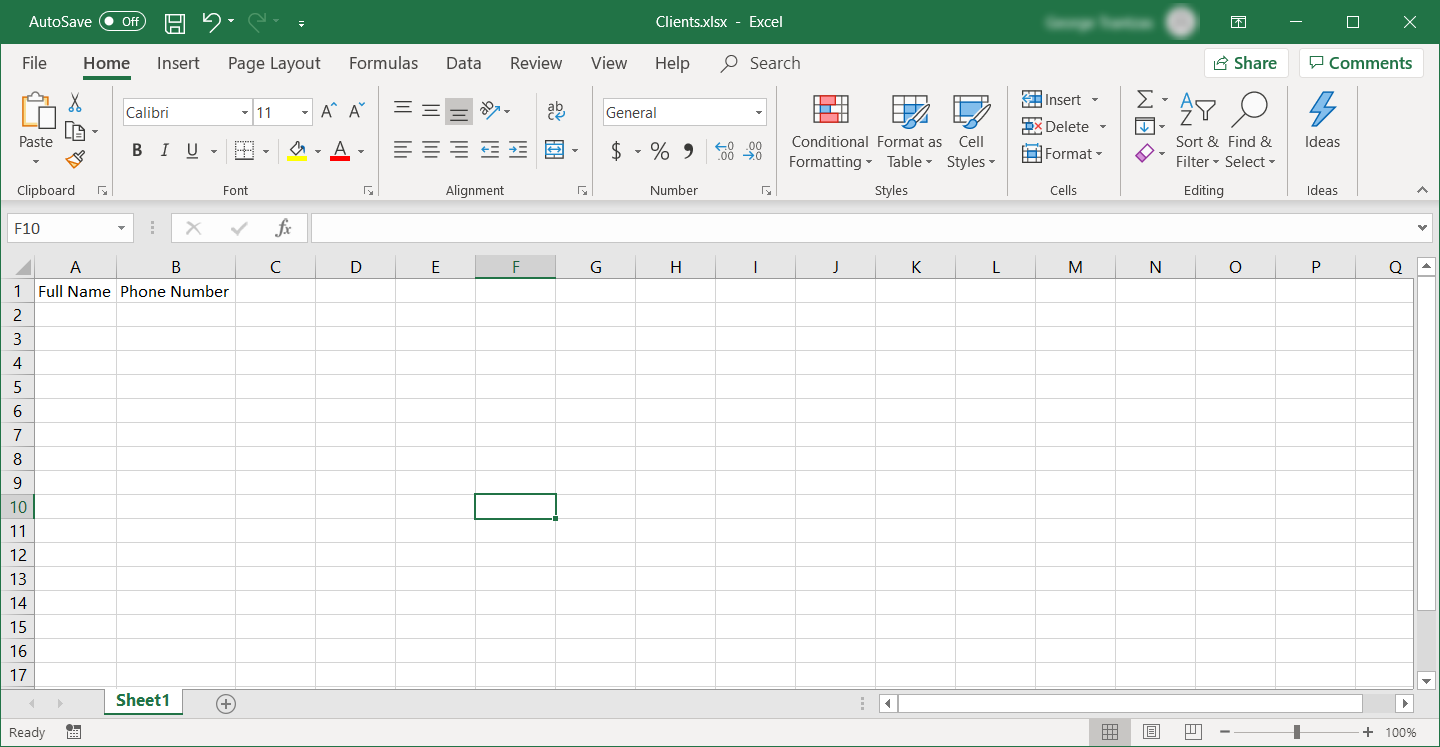 AutoSave Off
Clients.xlsx - Excel
File Home Insert Page Layout Formulas Data Review View Help Search Share Comments
Calibri 11 General
Paste
B I U
ab
c
$ % , .00 .00
.0
0
Conditional Formatting
Format as Table
Cell Styles
Insert
Delete
Format
Sort & Filter
Find & Select
Ideas
Clipboard Font Alignment Number Styles Cells Editing Ideas
F10 fx
A B C D E F G H I J K L M N O P Q
1 Full Name Phone Number
2
3
4
5
6
7
8
9
10
11
12
13
14
15
16
17
Sheet1
Ready 100%